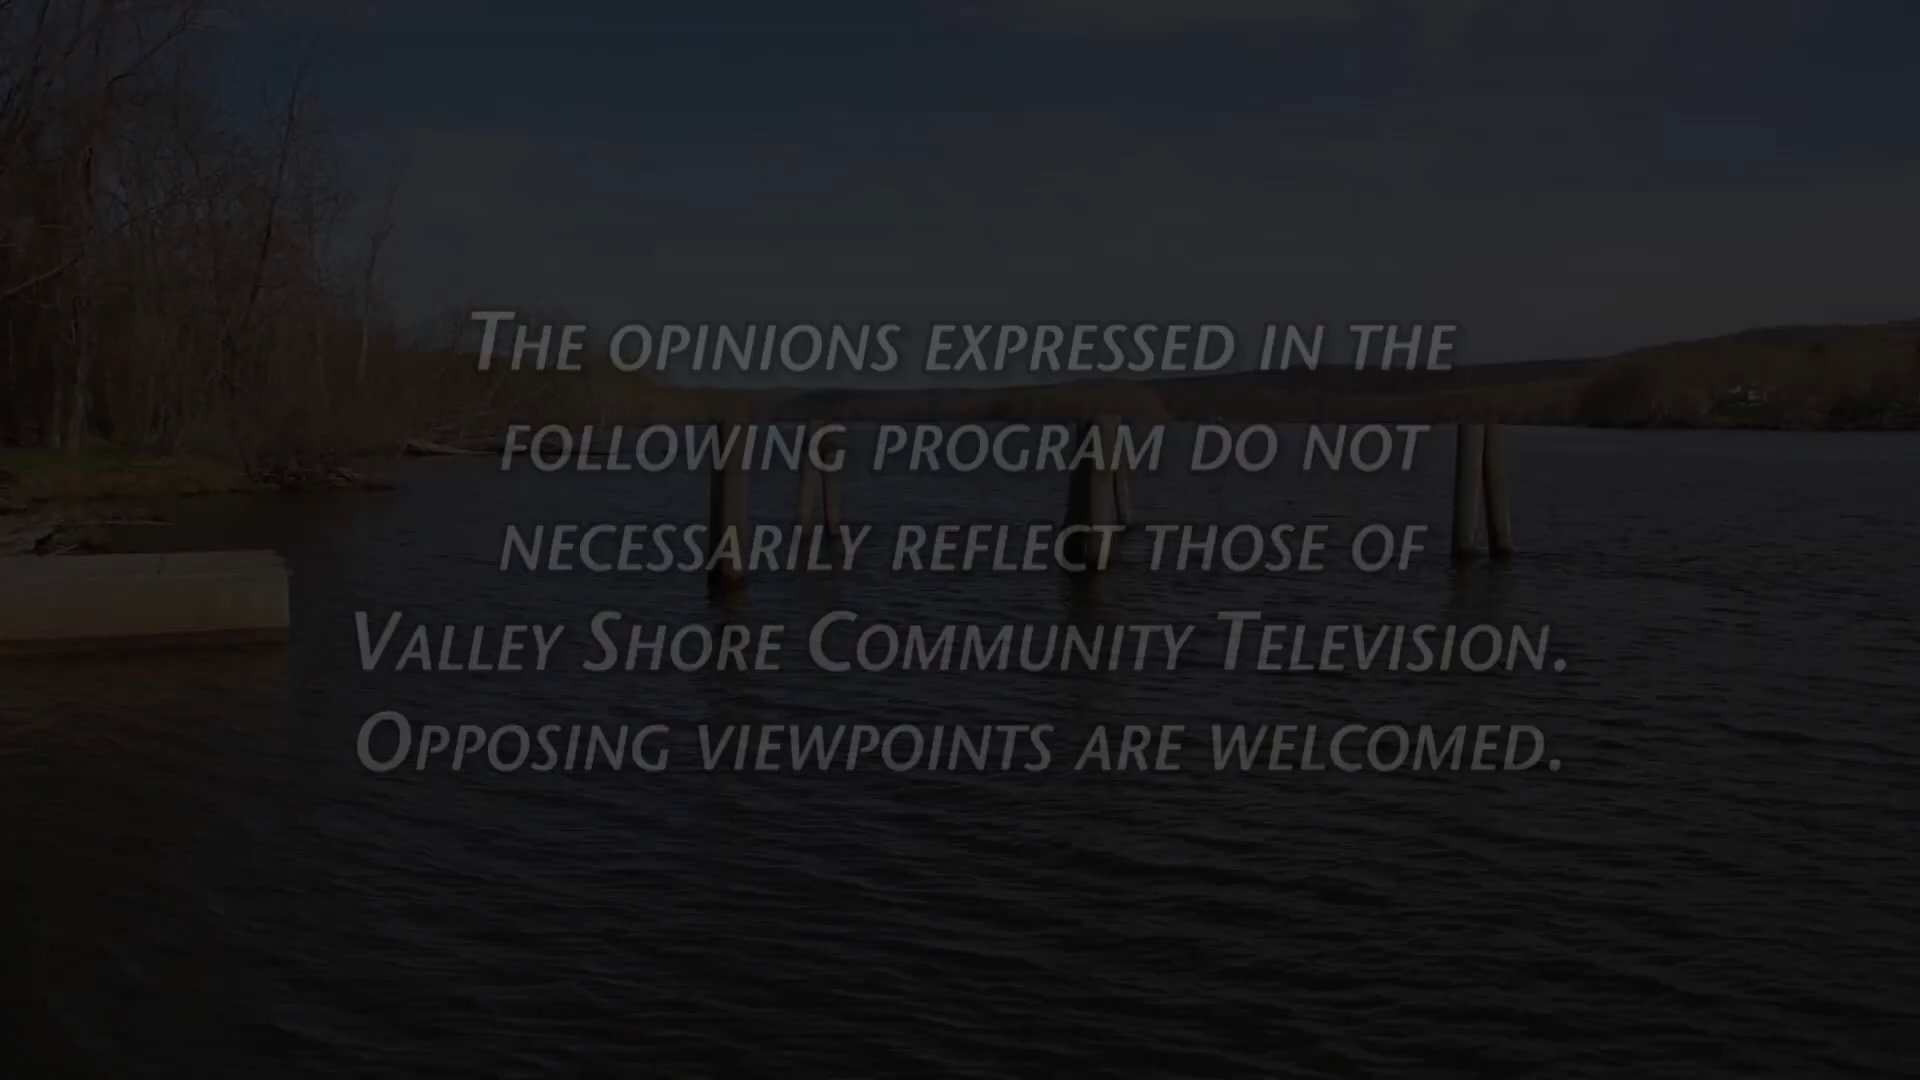 The opinions expressed in the
following program do not
necessarily reflect those of
Valley Shore Community Television.
Opposing viewpoints are welcomed.